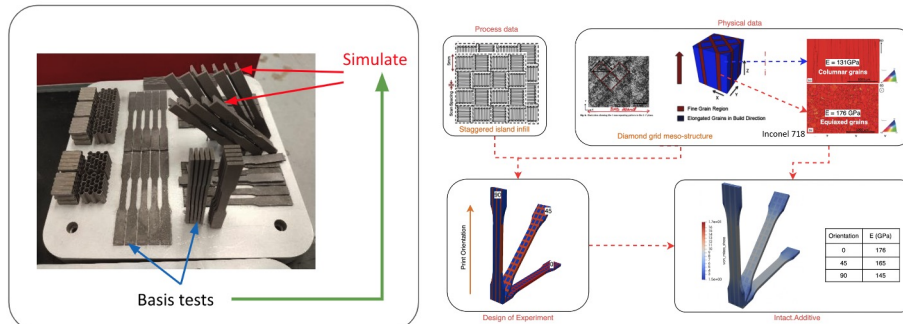 Simulate
Basis tests
Process data
Staggered island infill
Physical data
Fine Grain Region
Elongated Grains in Build Direction
Diamond grid meso-structure
E = 131GPa
Columnar grains
E = 176 GPa
Equiaxed grains
Inconel 718
Print Orientation
90
45
Design of Experiment
Orientation E (GPa)
0 176
45 165
90 145
Intact Additive